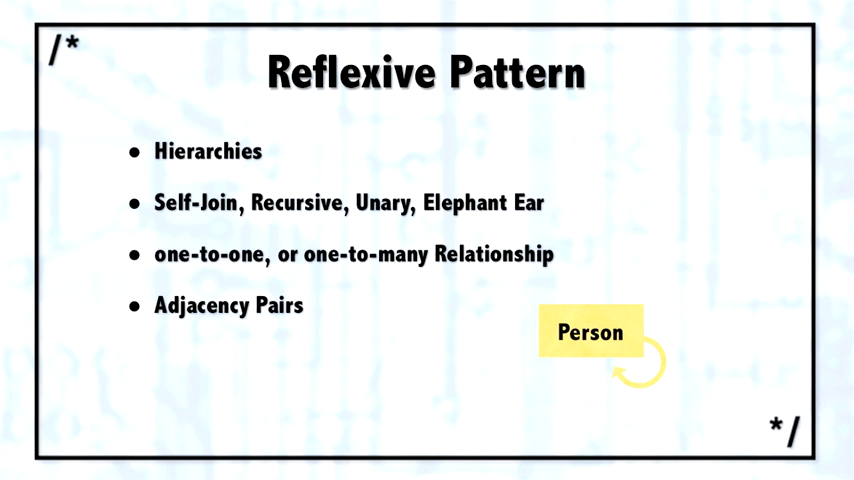 /*
Reflexive Pattern
• Hierarchies
• Self-Join, Recursive, Unary, Elephant Ear
• one-to-one, or one-to-many Relationship
• Adjacency Pairs
Person
*/